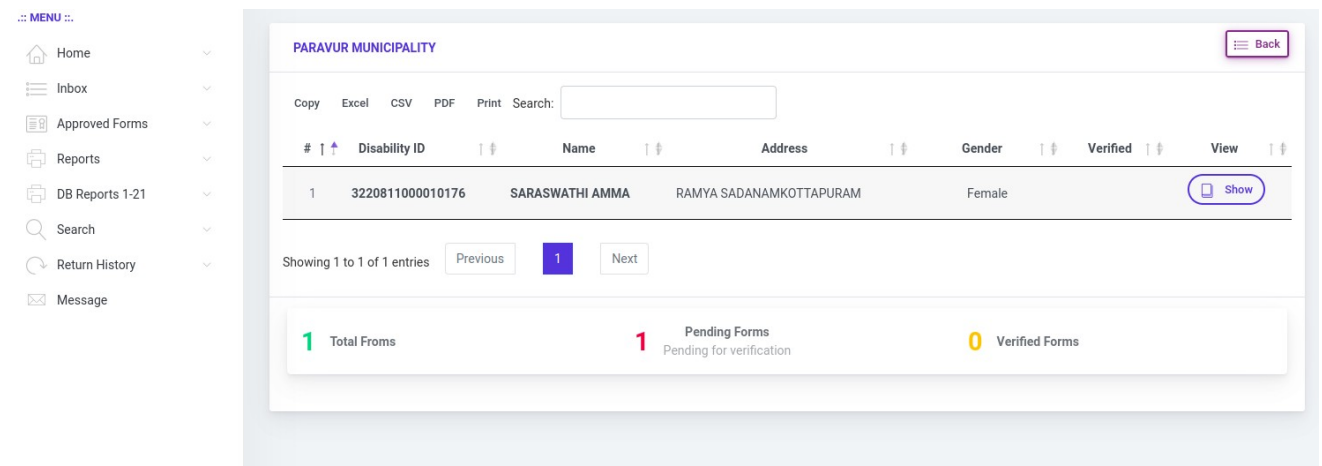 .:: MENU ::.
Home
Inbox
Approved Forms
Reports
DB Reports 1-21
Search
Return History
Message
PARAVUR MUNICIPALITY
Back
Copy Excel CSV PDF Print Search:
# Disability ID Name Address Gender Verified View
1 3220811000010176 SARASWATHI AMMA RAMYA SADANAMKOTTAPURAM Female Show
Showing 1 to 1 of 1 entries Previous 1 Next
1 Total Froms
1 Pending Forms
Pending for verification
0 Verified Forms